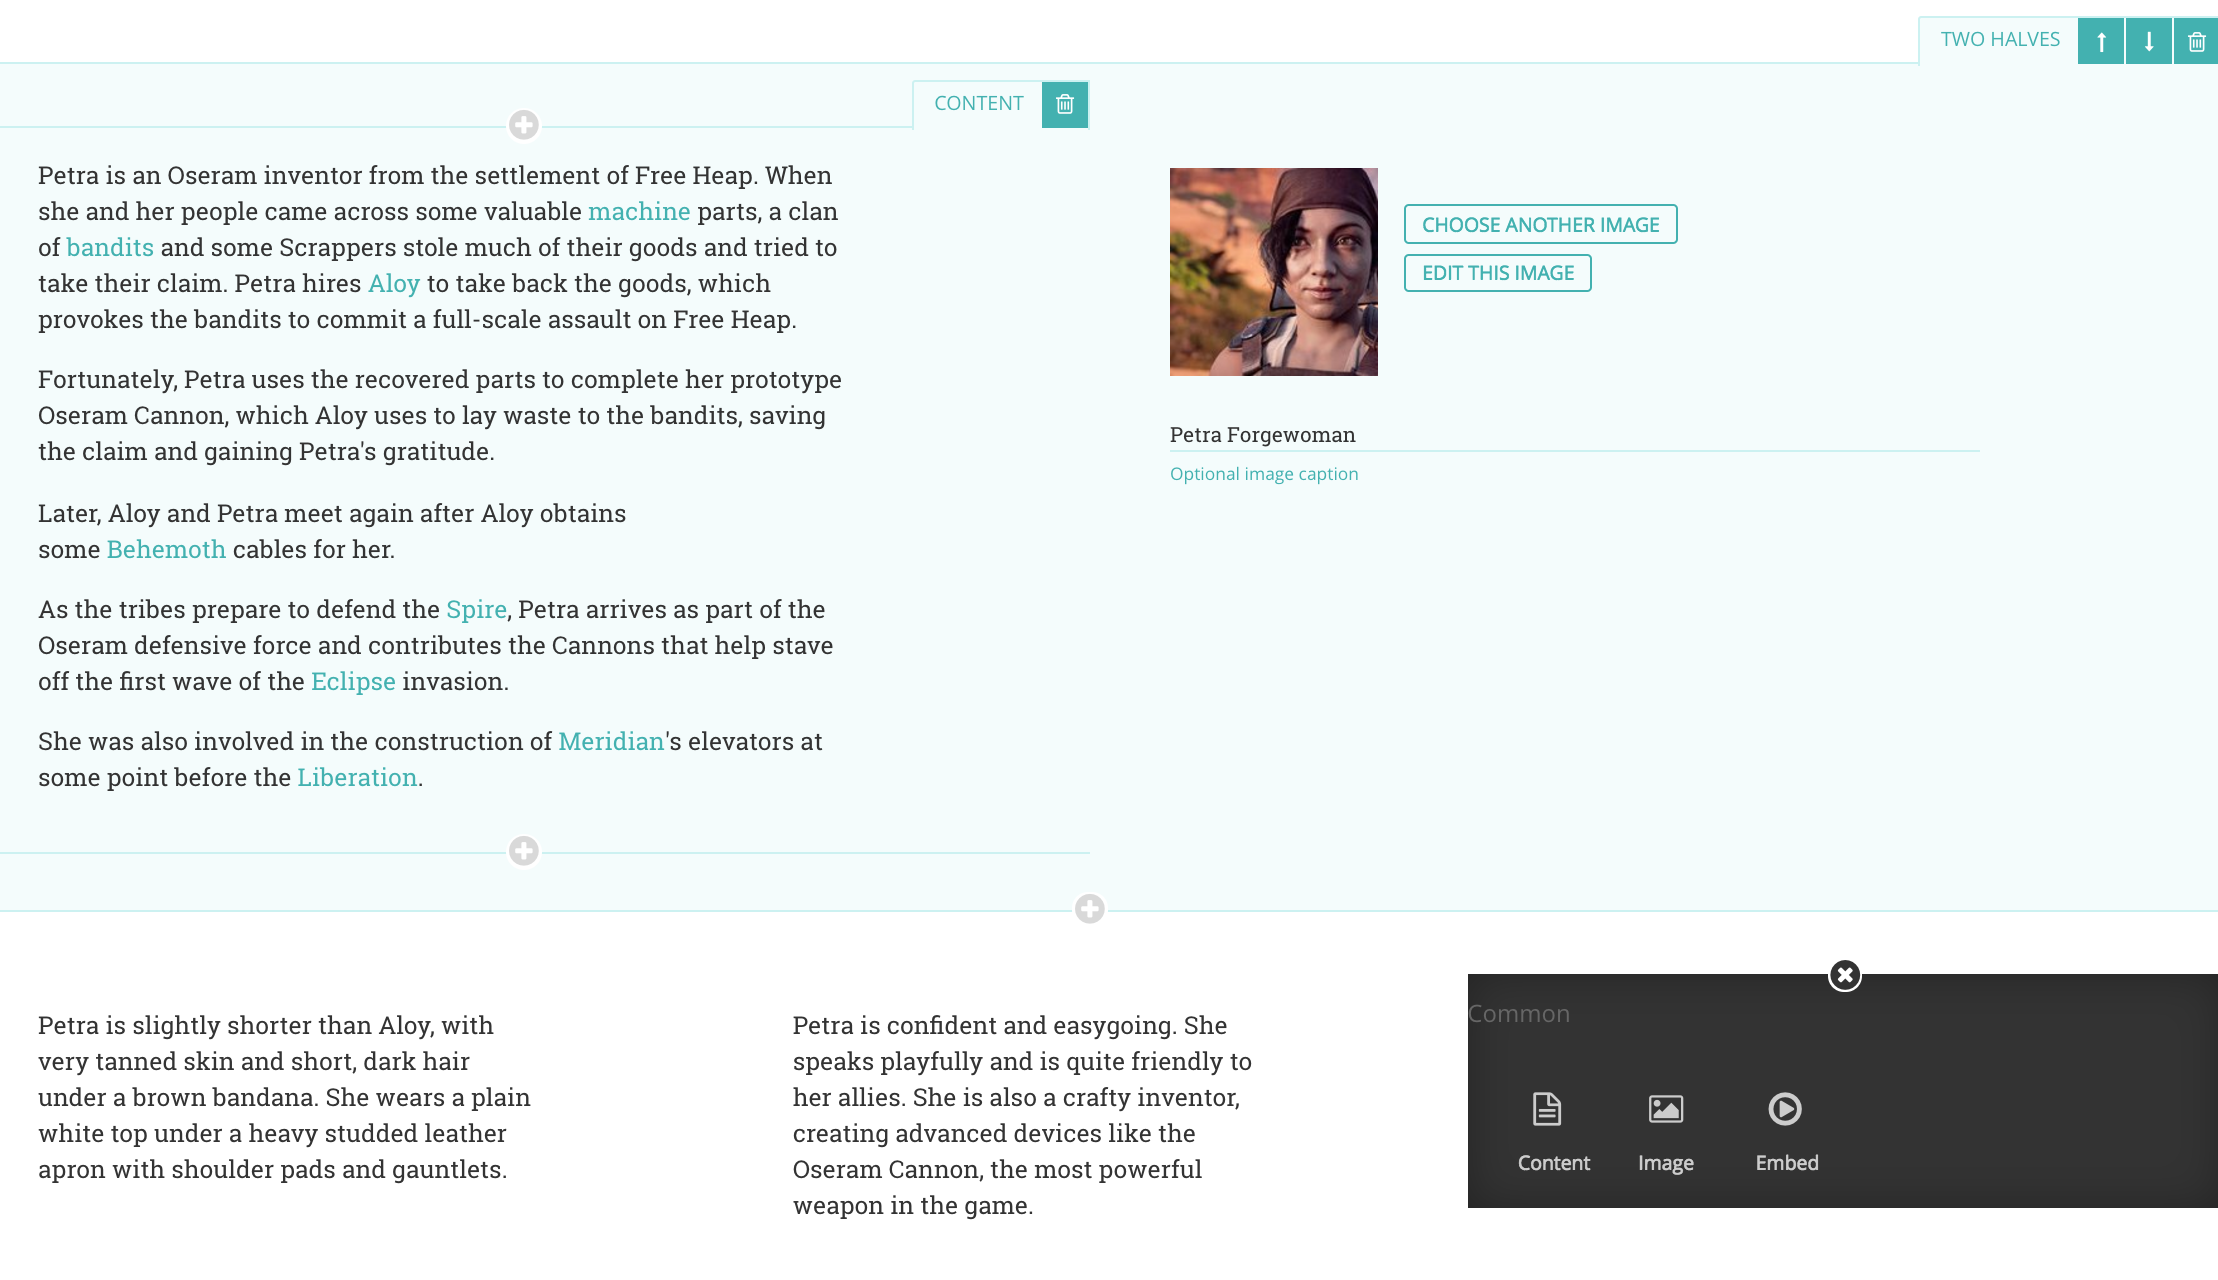 TWO HALVES
CONTENT
Petra is an Oseram inventor from the settlement of Free Heap. When
she and her people came across some valuable machine parts, a clan
of bandits and some Scrappers stole much of their goods and tried to
take their claim. Petra hires Aloy to take back the goods, which
provokes the bandits to commit a full-scale assault on Free Heap.
Fortunately, Petra uses the recovered parts to complete her prototype
Oseram Cannon, which Aloy uses to lay waste to the bandits, saving
the claim and gaining Petra's gratitude.
Later, Aloy and Petra meet again after Aloy obtains
some Behemoth cables for her.
As the tribes prepare to defend the Spire, Petra arrives as part of the
Oseram defensive force and contributes the Cannons that help stave
off the first wave of the Eclipse invasion.
She was also involved in the construction of Meridian's elevators at
some point before the Liberation.
CHOOSE ANOTHER IMAGE
EDIT THIS IMAGE
Petra Forgewoman
Optional image caption
Petra is slightly shorter than Aloy, with
very tanned skin and short, dark hair
under a brown bandana. She wears a plain
white top under a heavy studded leather
apron with shoulder pads and gauntlets.
Petra is confident and easygoing. She
speaks playfully and is quite friendly to
her allies. She is also a crafty inventor,
creating advanced devices like the
Oseram Cannon, the most powerful
weapon in the game.
Common
Content
Image
Embed